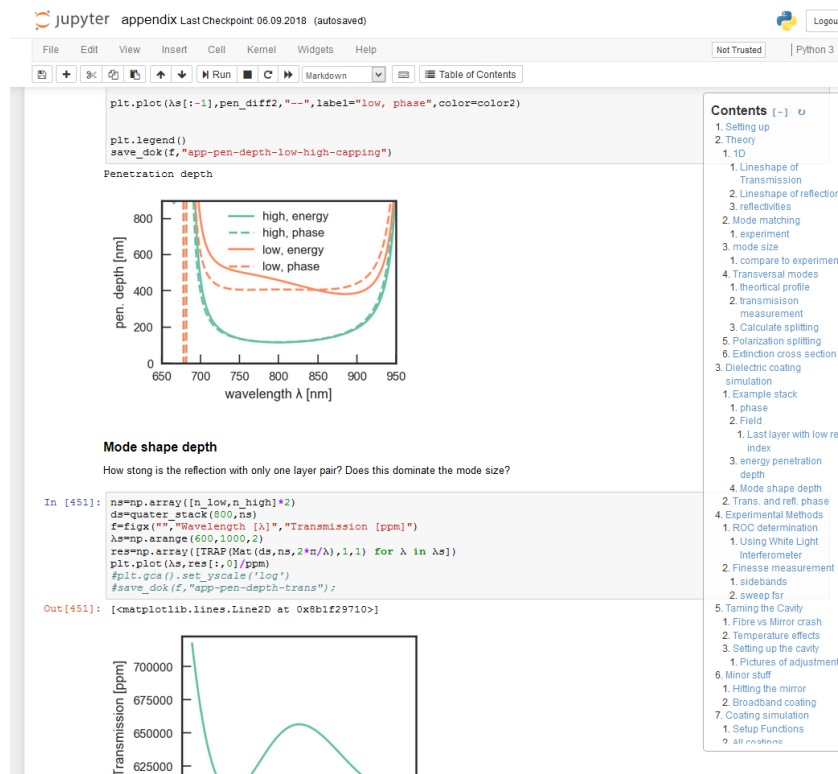 jupyter appendix Last Checkpoint: 06.09.2018 (autosaved)
File Edit View Insert Cell Kernel Widgets Help
Not Trusted Python 3
Run Markdown Table of Contents
plt.plot(λs[:-1],pen_diff2,"--",label="low, phase",color=color2)
plt.legend()
save_dok(f,"app-pen-depth-low-high-capping")
Penetration depth
pen. depth [nm]
800
600
400
200
0
high, energy
high, phase
low, energy
low, phase
650 700 750 800 850 900 950
wavelength λ [nm]
Mode shape depth
How stong is the reflection with only one layer pair? Does this dominate the mode size?
In [451]:
ns=np.array([n_low,n_high]*2)
ds=quater_stack(800,ns)
f=figx("","Wavelength [λ]","Transmission [ppm]")
λs=np.arange(600,1000,2)
res=np.array([TRAP(Mat(ds,ns,2*π/λ),1,1) for λ in λs])
plt.plot(λs,res[:,0]/ppm)
#plt.gca().set_yscale('log')
#save_dok(f,"app-pen-depth-trans");
Out[451]: [<matplotlib.lines.Line2D at 0x8b1f29710>]
Transmission [ppm]
700000
675000
650000
625000
Contents [-]
1. Setting up
2. Theory
1. 1D
1. Lineshape of
Transmission
2. Lineshape of reflection
3. reflectivities
2. Mode matching
1. experiment
3. mode size
1. compare to experimen
4. Transversal modes
1. theortical profile
2. transmisison
measurement
3. Calculate splitting
5. Polarization splitting
6. Extinction cross section
3. Dielectric coating
simulation
1. Example stack
1. phase
2. Field
1. Last layer with low re
index
3. energy penetration
depth
4. Mode shape depth
2. Trans. and refl. phase
4. Experimental Methods
1. ROC determination
1. Using White Light
Interferometer
2. Finesse measurement
1. sidebands
2. sweep fsr
5. Taming the Cavity
1. Fibre vs Mirror crash
2. Temperature effects
3. Setting up the cavity
1. Pictures of adjustment
6. Minor stuff
1. Hitting the mirror
2. Broadband coating
7. Coating simulation
1. Setup Functions
2. All coatings